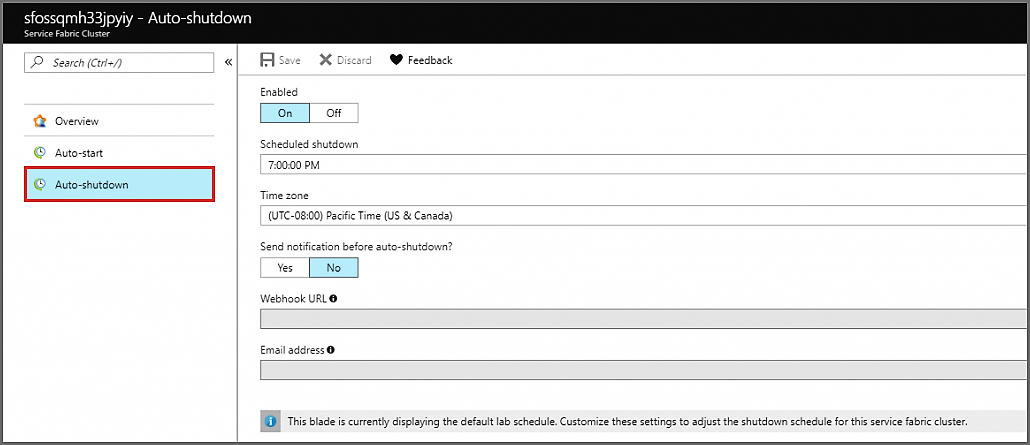 sfossqmh33jpyiy - Auto-shutdown
Service Fabric Cluster
Search (Ctrl+/)
«
Overview
Auto-start
Auto-shutdown
Save Discard Feedback
Enabled
On Off
Scheduled shutdown
7:00:00 PM
Time zone
(UTC-08:00) Pacific Time (US & Canada)
Send notification before auto-shutdown?
Yes No
Webhook URL
Email address
This blade is currently displaying the default lab schedule. Customize these settings to adjust the shutdown schedule for this service fabric cluster.